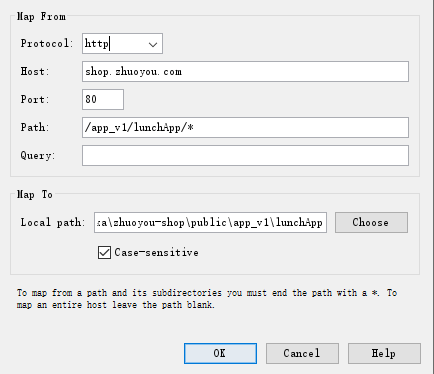 Map From
Protocol: http
Host: shop.zhuoyou.com
Port: 80
Path: /app_v1/lunchApp/*
Query:
Map To
Local path: \zhuoyou-shop\public\app_v1\lunchApp Choose
Case-sensitive
To map from a path and its subdirectories you must end the path with a *. To
map an entire host leave the path blank.
OK Cancel Help